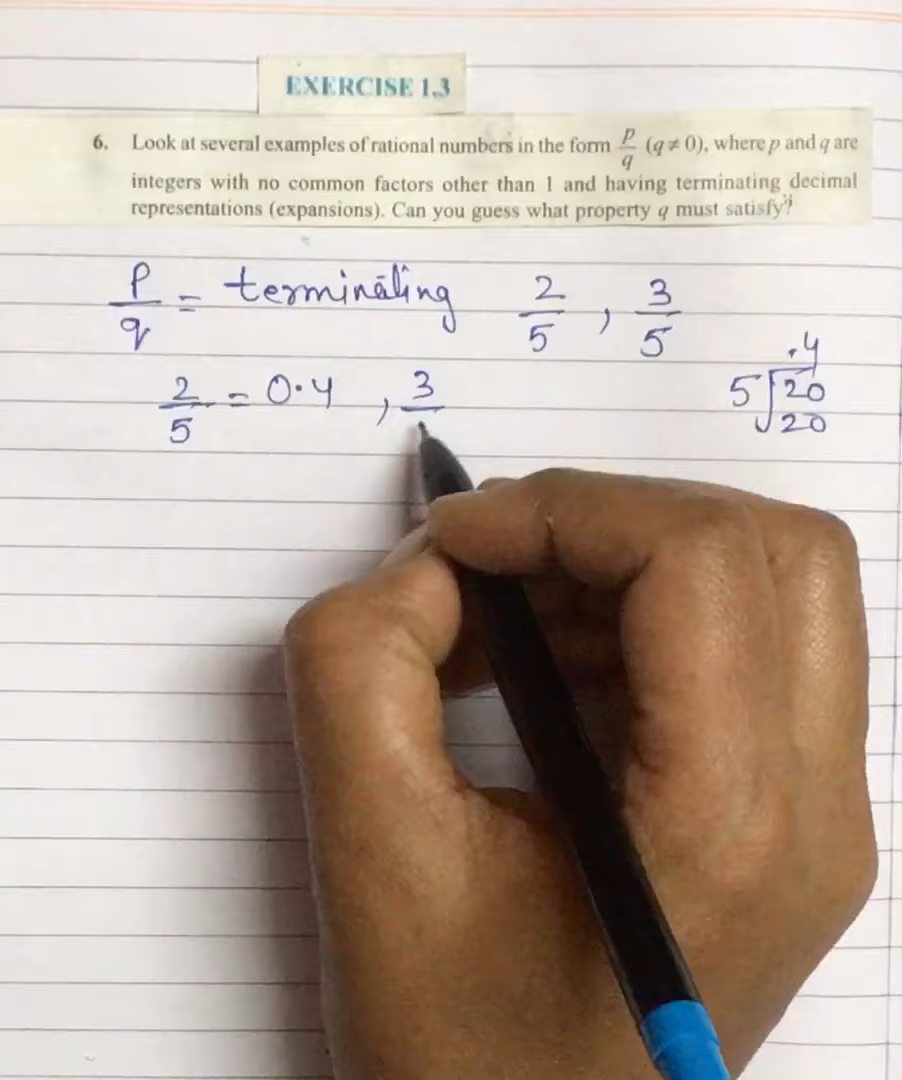 EXERCISE 1.3
6. Look at several examples of rational numbers in the form p/q (q ≠ 0), where p and q are
integers with no common factors other than 1 and having terminating decimal
representations (expansions). Can you guess what property q must satisfy?
P/q = terminating 2/5 , 3/5
2/5 = 0.4 , 3/
.4
5 20
20